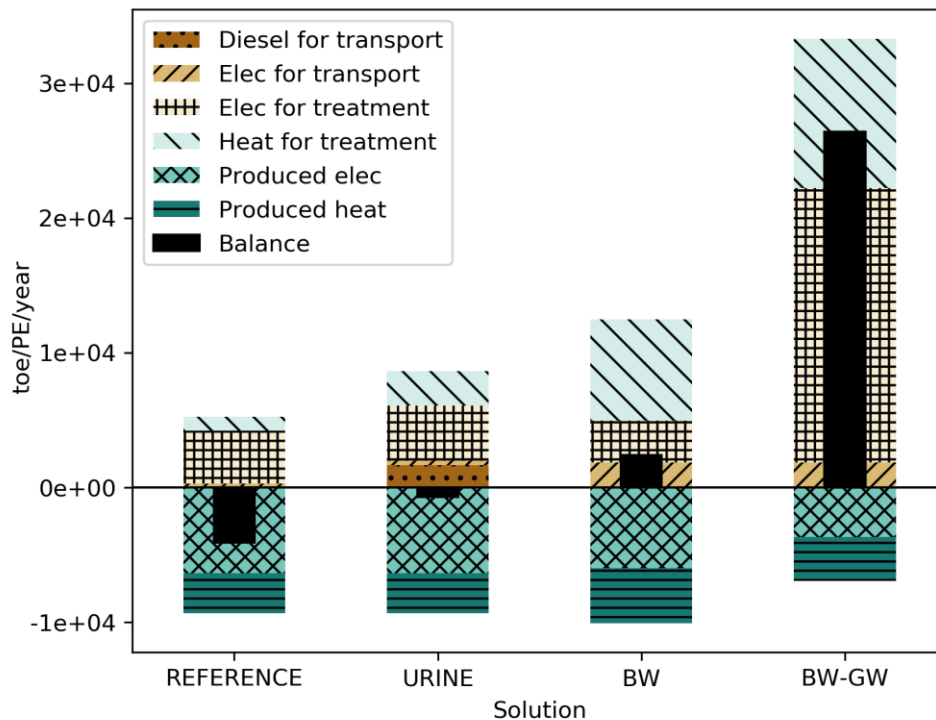 Diesel for transport
Elec for transport
Elec for treatment
Heat for treatment
Produced elec
Produced heat
Balance
toe/PE/year
3e+04
2e+04
1e+04
0e+00
-1e+04
REFERENCE URINE BW BW-GW
Solution